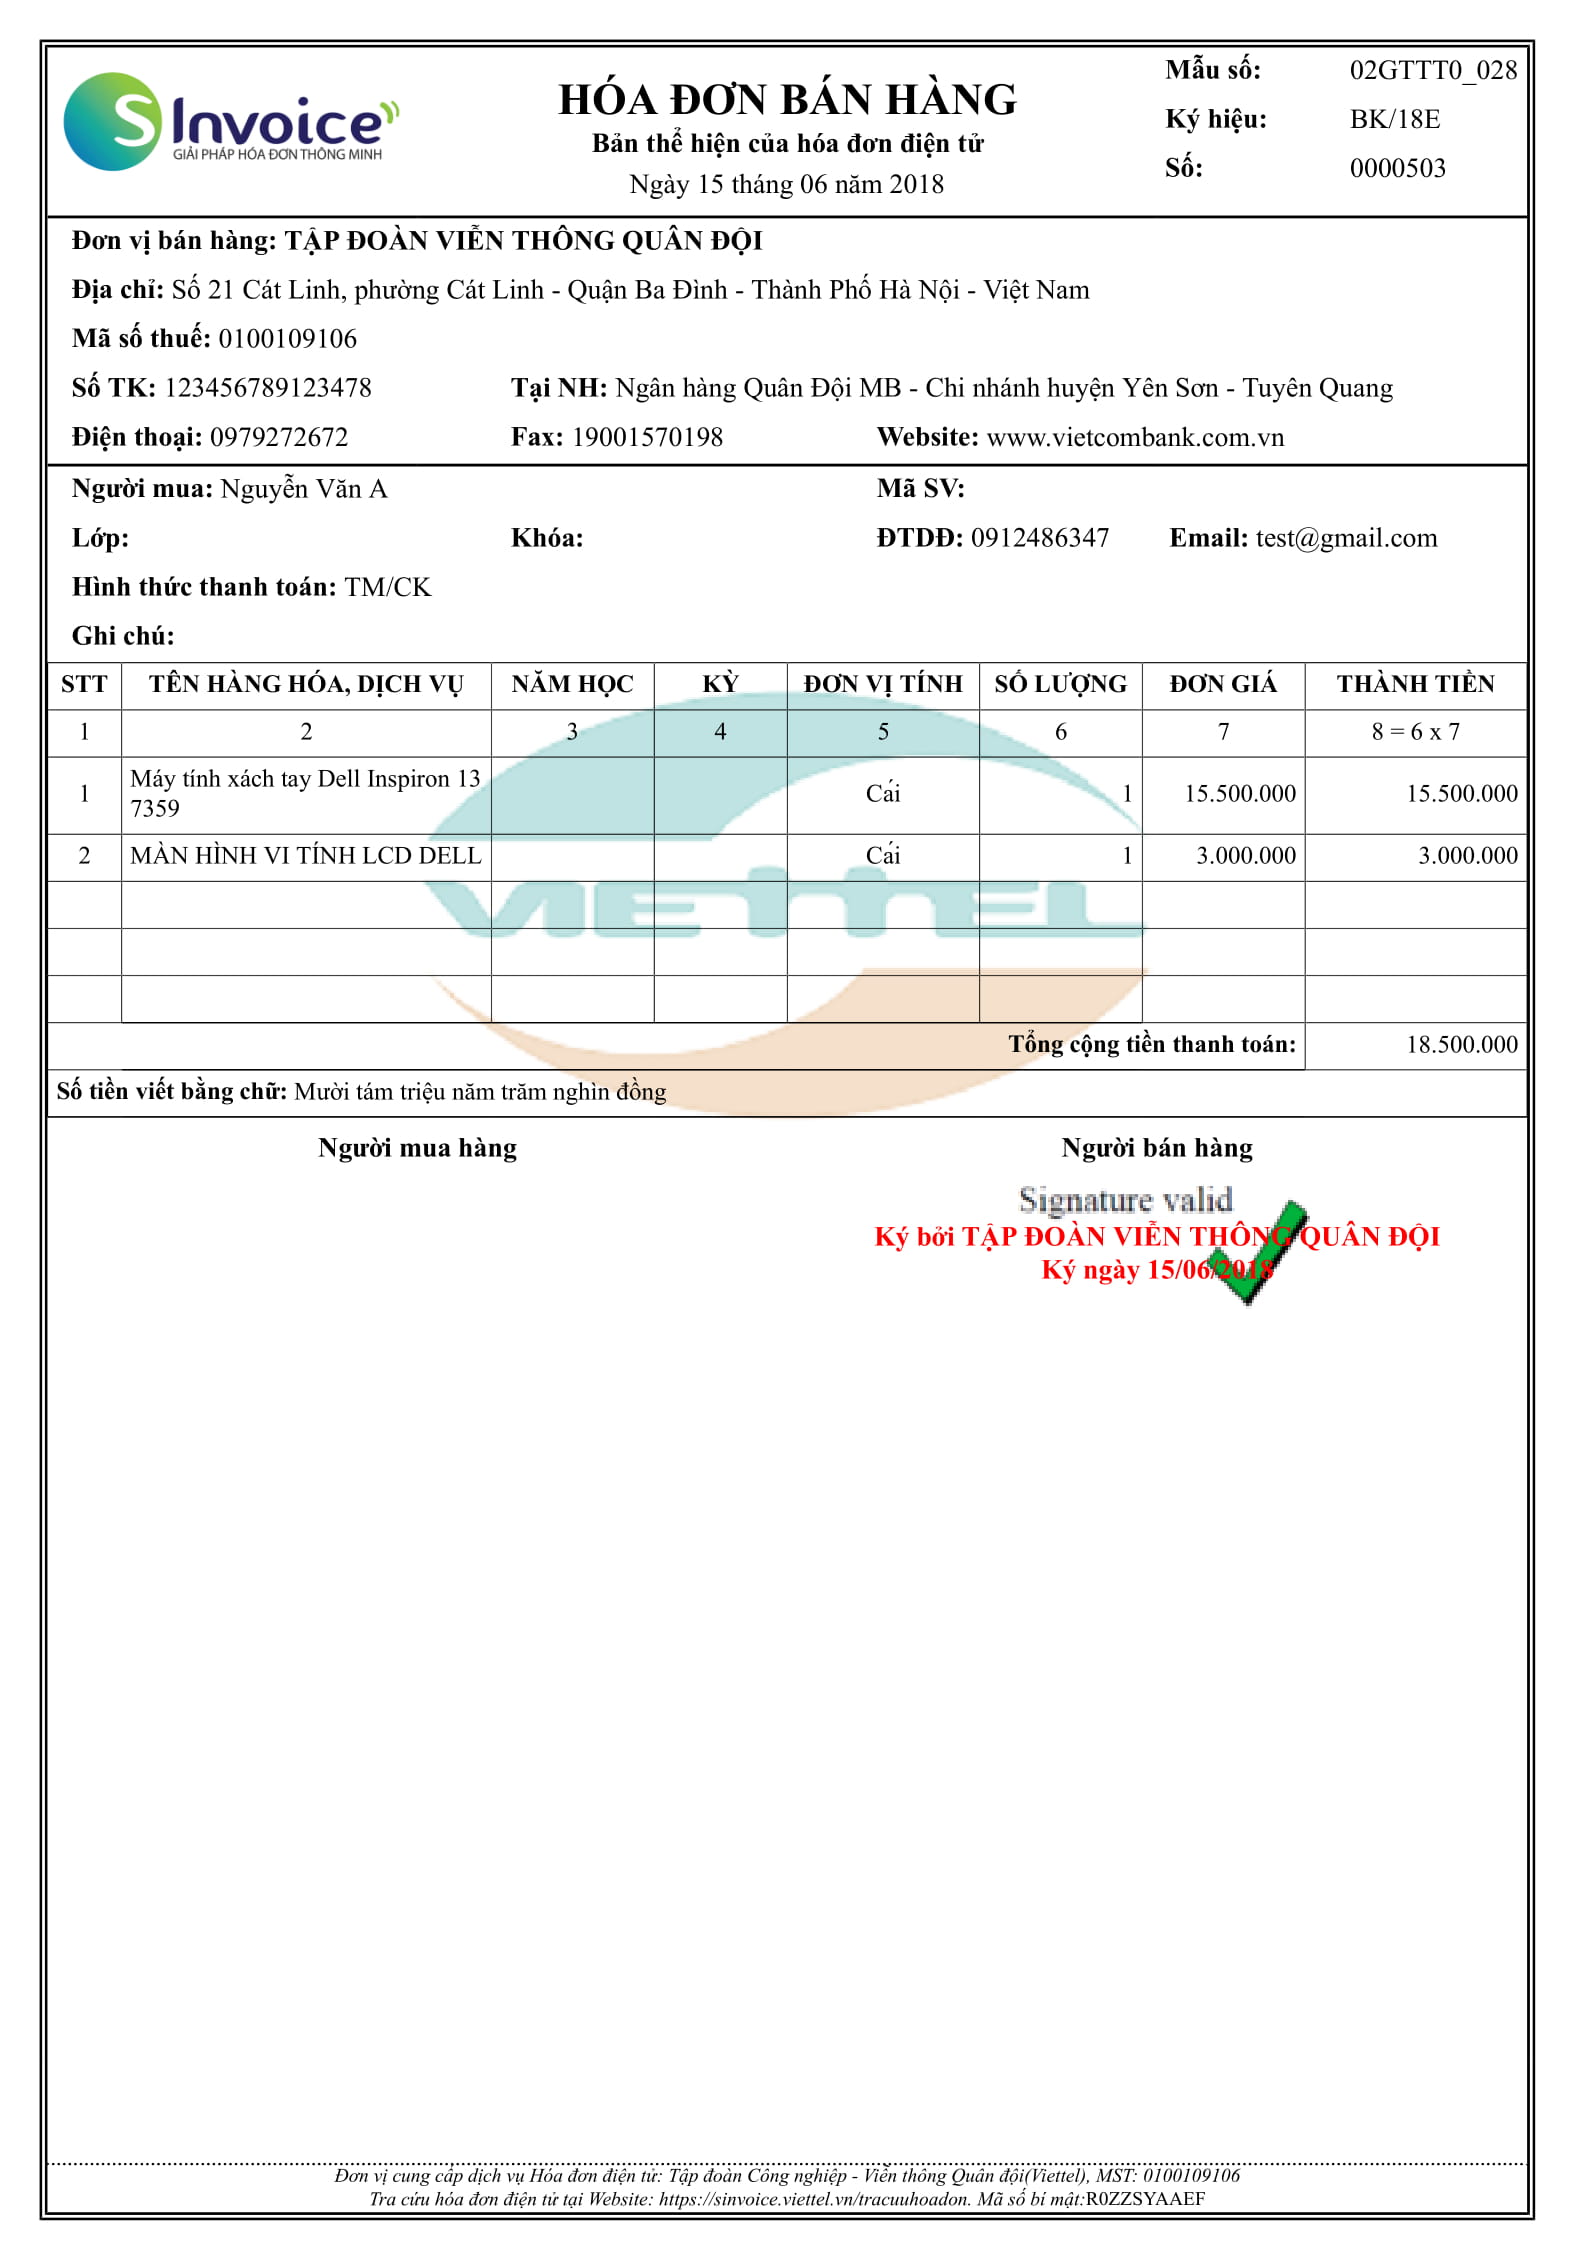 S Invoice
GIẢI PHÁP HÓA ĐƠN THÔNG MINH
HÓA ĐƠN BÁN HÀNG
Bản thể hiện của hóa đơn điện tử
Ngày 15 tháng 06 năm 2018
Mẫu số: 02GTTT0_028
Ký hiệu: BK/18E
Số: 0000503
Đơn vị bán hàng: TẬP ĐOÀN VIỄN THÔNG QUÂN ĐỘI
Địa chỉ: Số 21 Cát Linh, phường Cát Linh - Quận Ba Đình - Thành Phố Hà Nội - Việt Nam
Mã số thuế: 0100109106
Số TK: 123456789123478 Tại NH: Ngân hàng Quân Đội MB - Chi nhánh huyện Yên Sơn - Tuyên Quang
Điện thoại: 0979272672 Fax: 19001570198 Website: www.vietcombank.com.vn
Người mua: Nguyễn Văn A Mã SV:
Lớp: Khóa: ĐTDĐ: 0912486347 Email: test@gmail.com
Hình thức thanh toán: TM/CK
Ghi chú:
STT TÊN HÀNG HÓA, DỊCH VỤ NĂM HỌC KỲ ĐƠN VỊ TÍNH SỐ LƯỢNG ĐƠN GIÁ THÀNH TIỀN
1 2 3 4 5 6 7 8 = 6 x 7
1 Máy tính xách tay Dell Inspiron 13 7359 Cái 1 15.500.000 15.500.000
2 MÀN HÌNH VI TÍNH LCD DELL Cái 1 3.000.000 3.000.000
VIETTEL
Tổng cộng tiền thanh toán: 18.500.000
Số tiền viết bằng chữ: Mười tám triệu năm trăm nghìn đồng
Người mua hàng Người bán hàng
Signature valid
Ký bởi TẬP ĐOÀN VIỄN THÔNG QUÂN ĐỘI
Ký ngày 15/06/2018
Đơn vị cung cấp dịch vụ Hóa đơn điện tử: Tập đoàn Công nghiệp - Viễn thông Quân đội(Viettel), MST: 0100109106
Tra cứu hóa đơn điện tử tại Website: https://sinvoice.viettel.vn/tracuuhoadon. Mã số bí mật:R0ZZSYAAEF